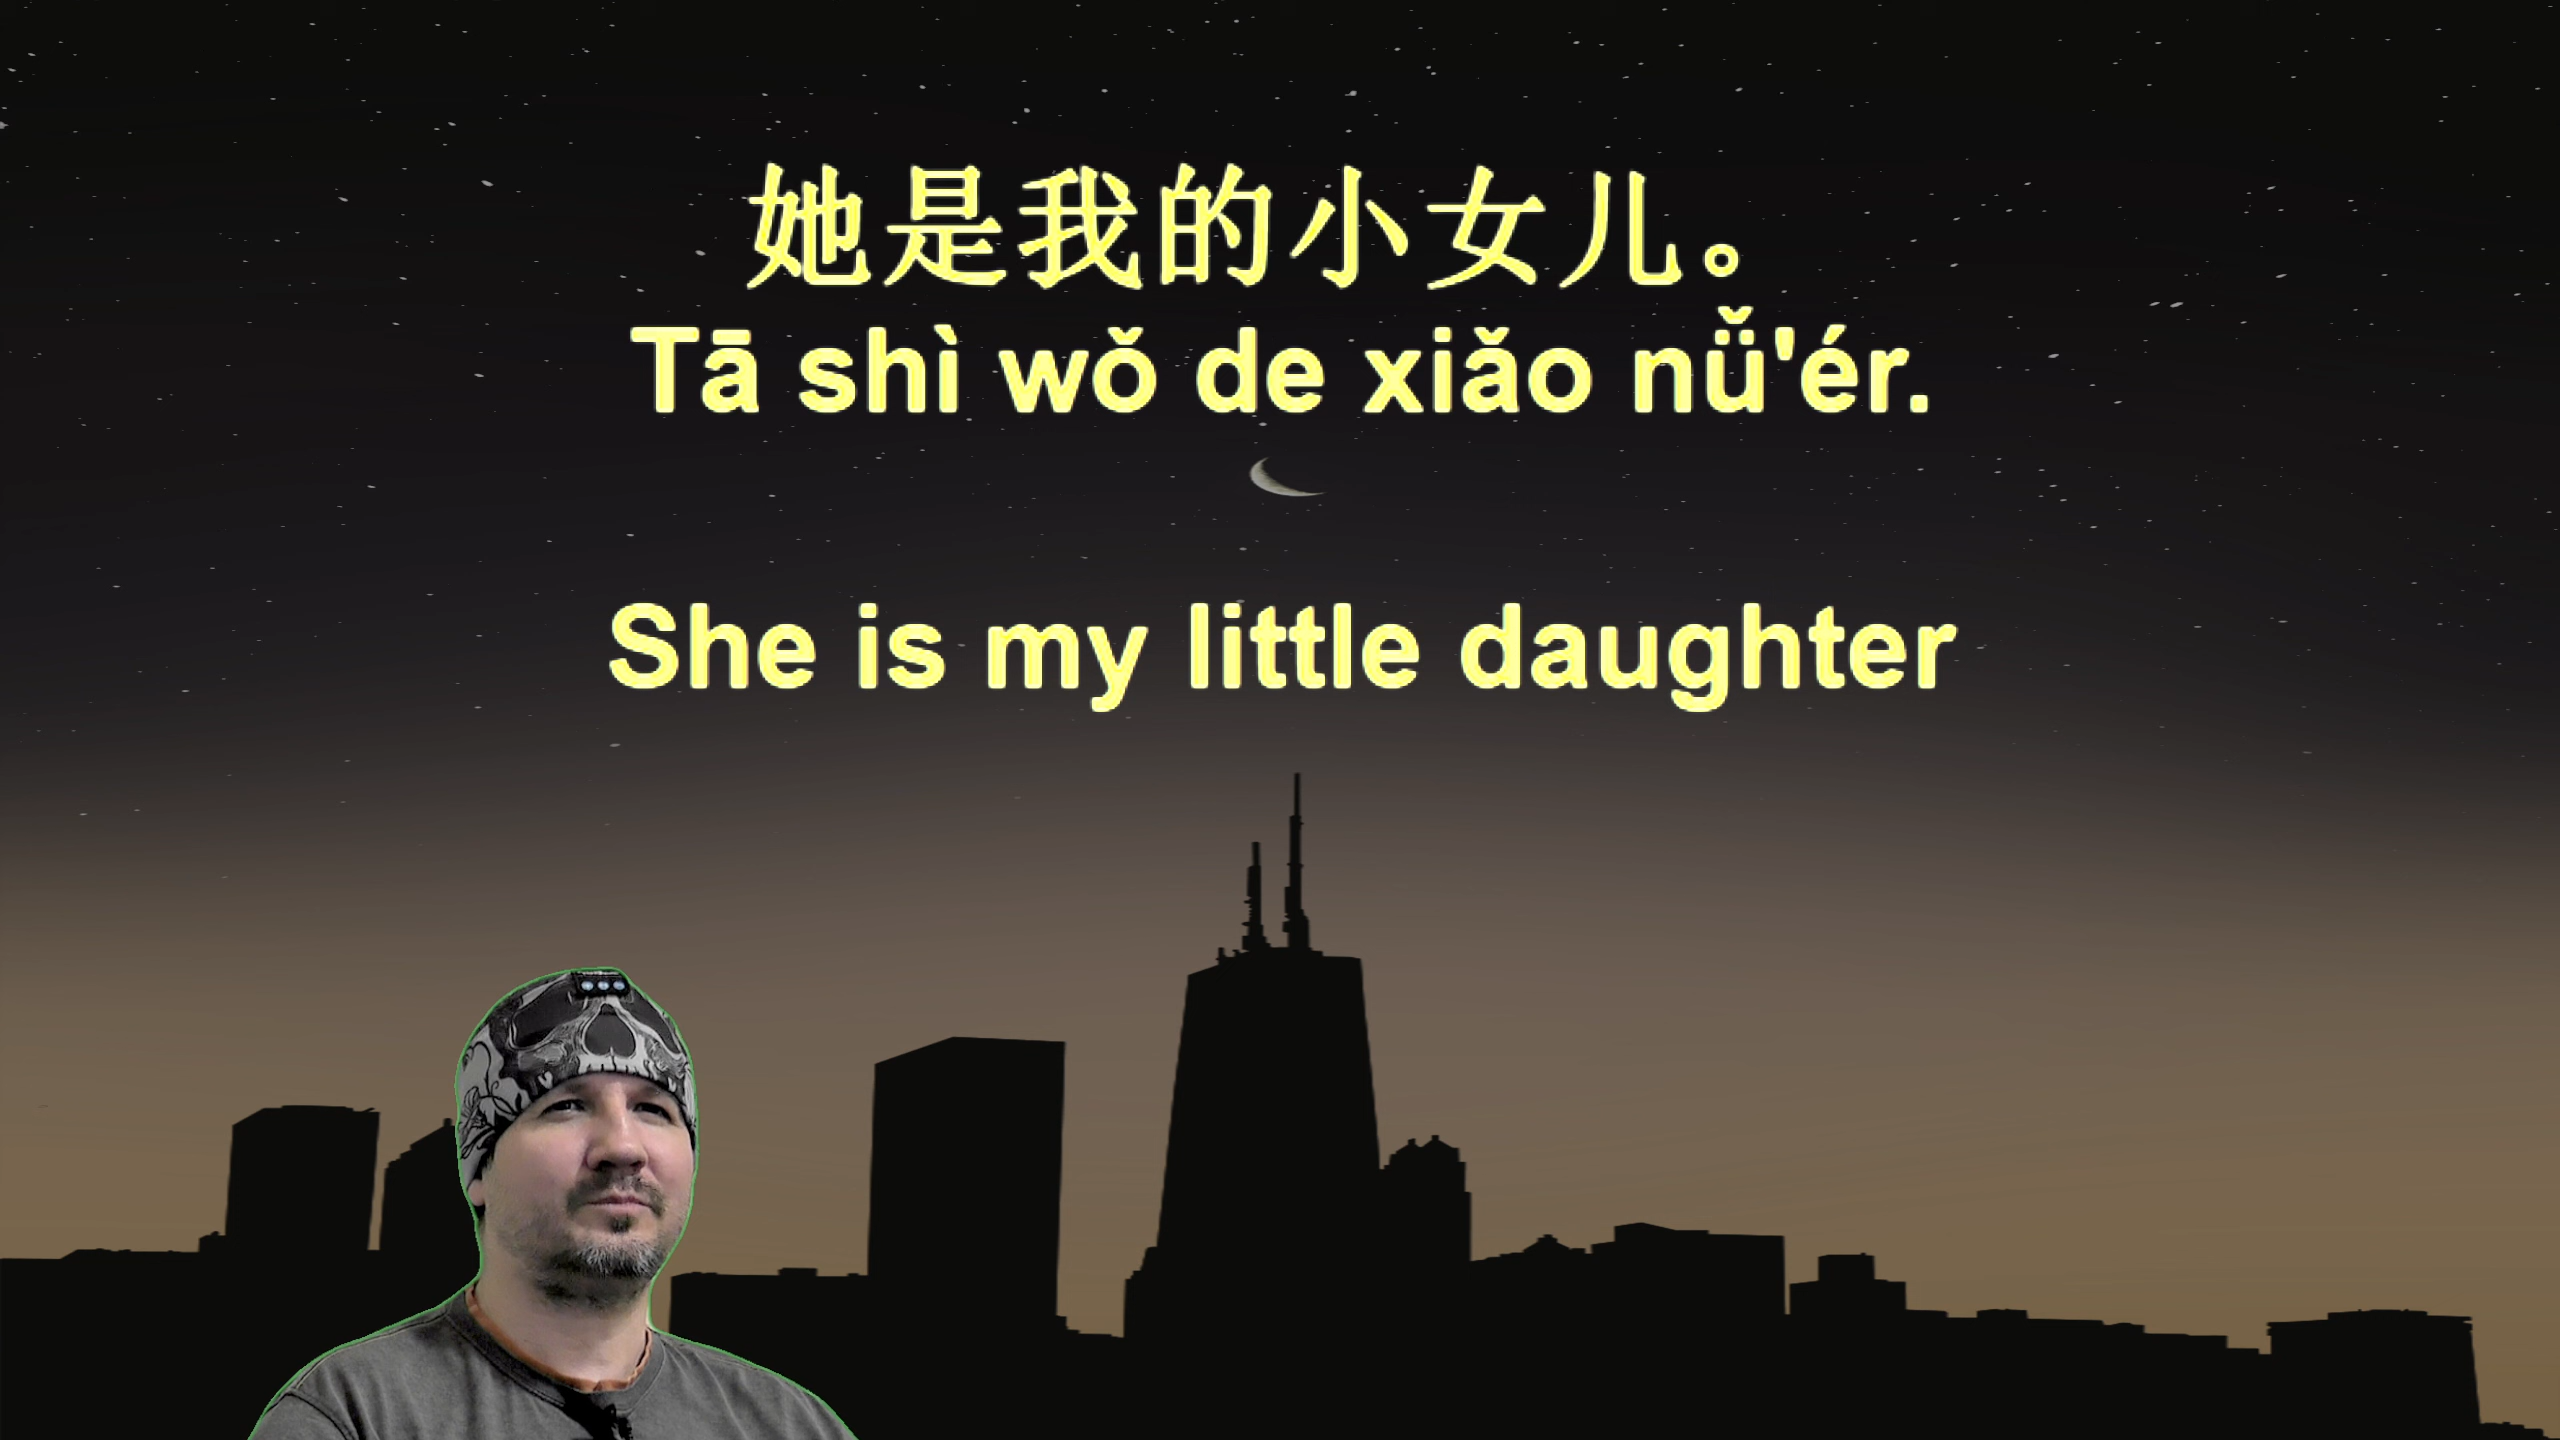 她是我的小女儿。
Tā shì wǒ de xiǎo nǚ'ér.
She is my little daughter